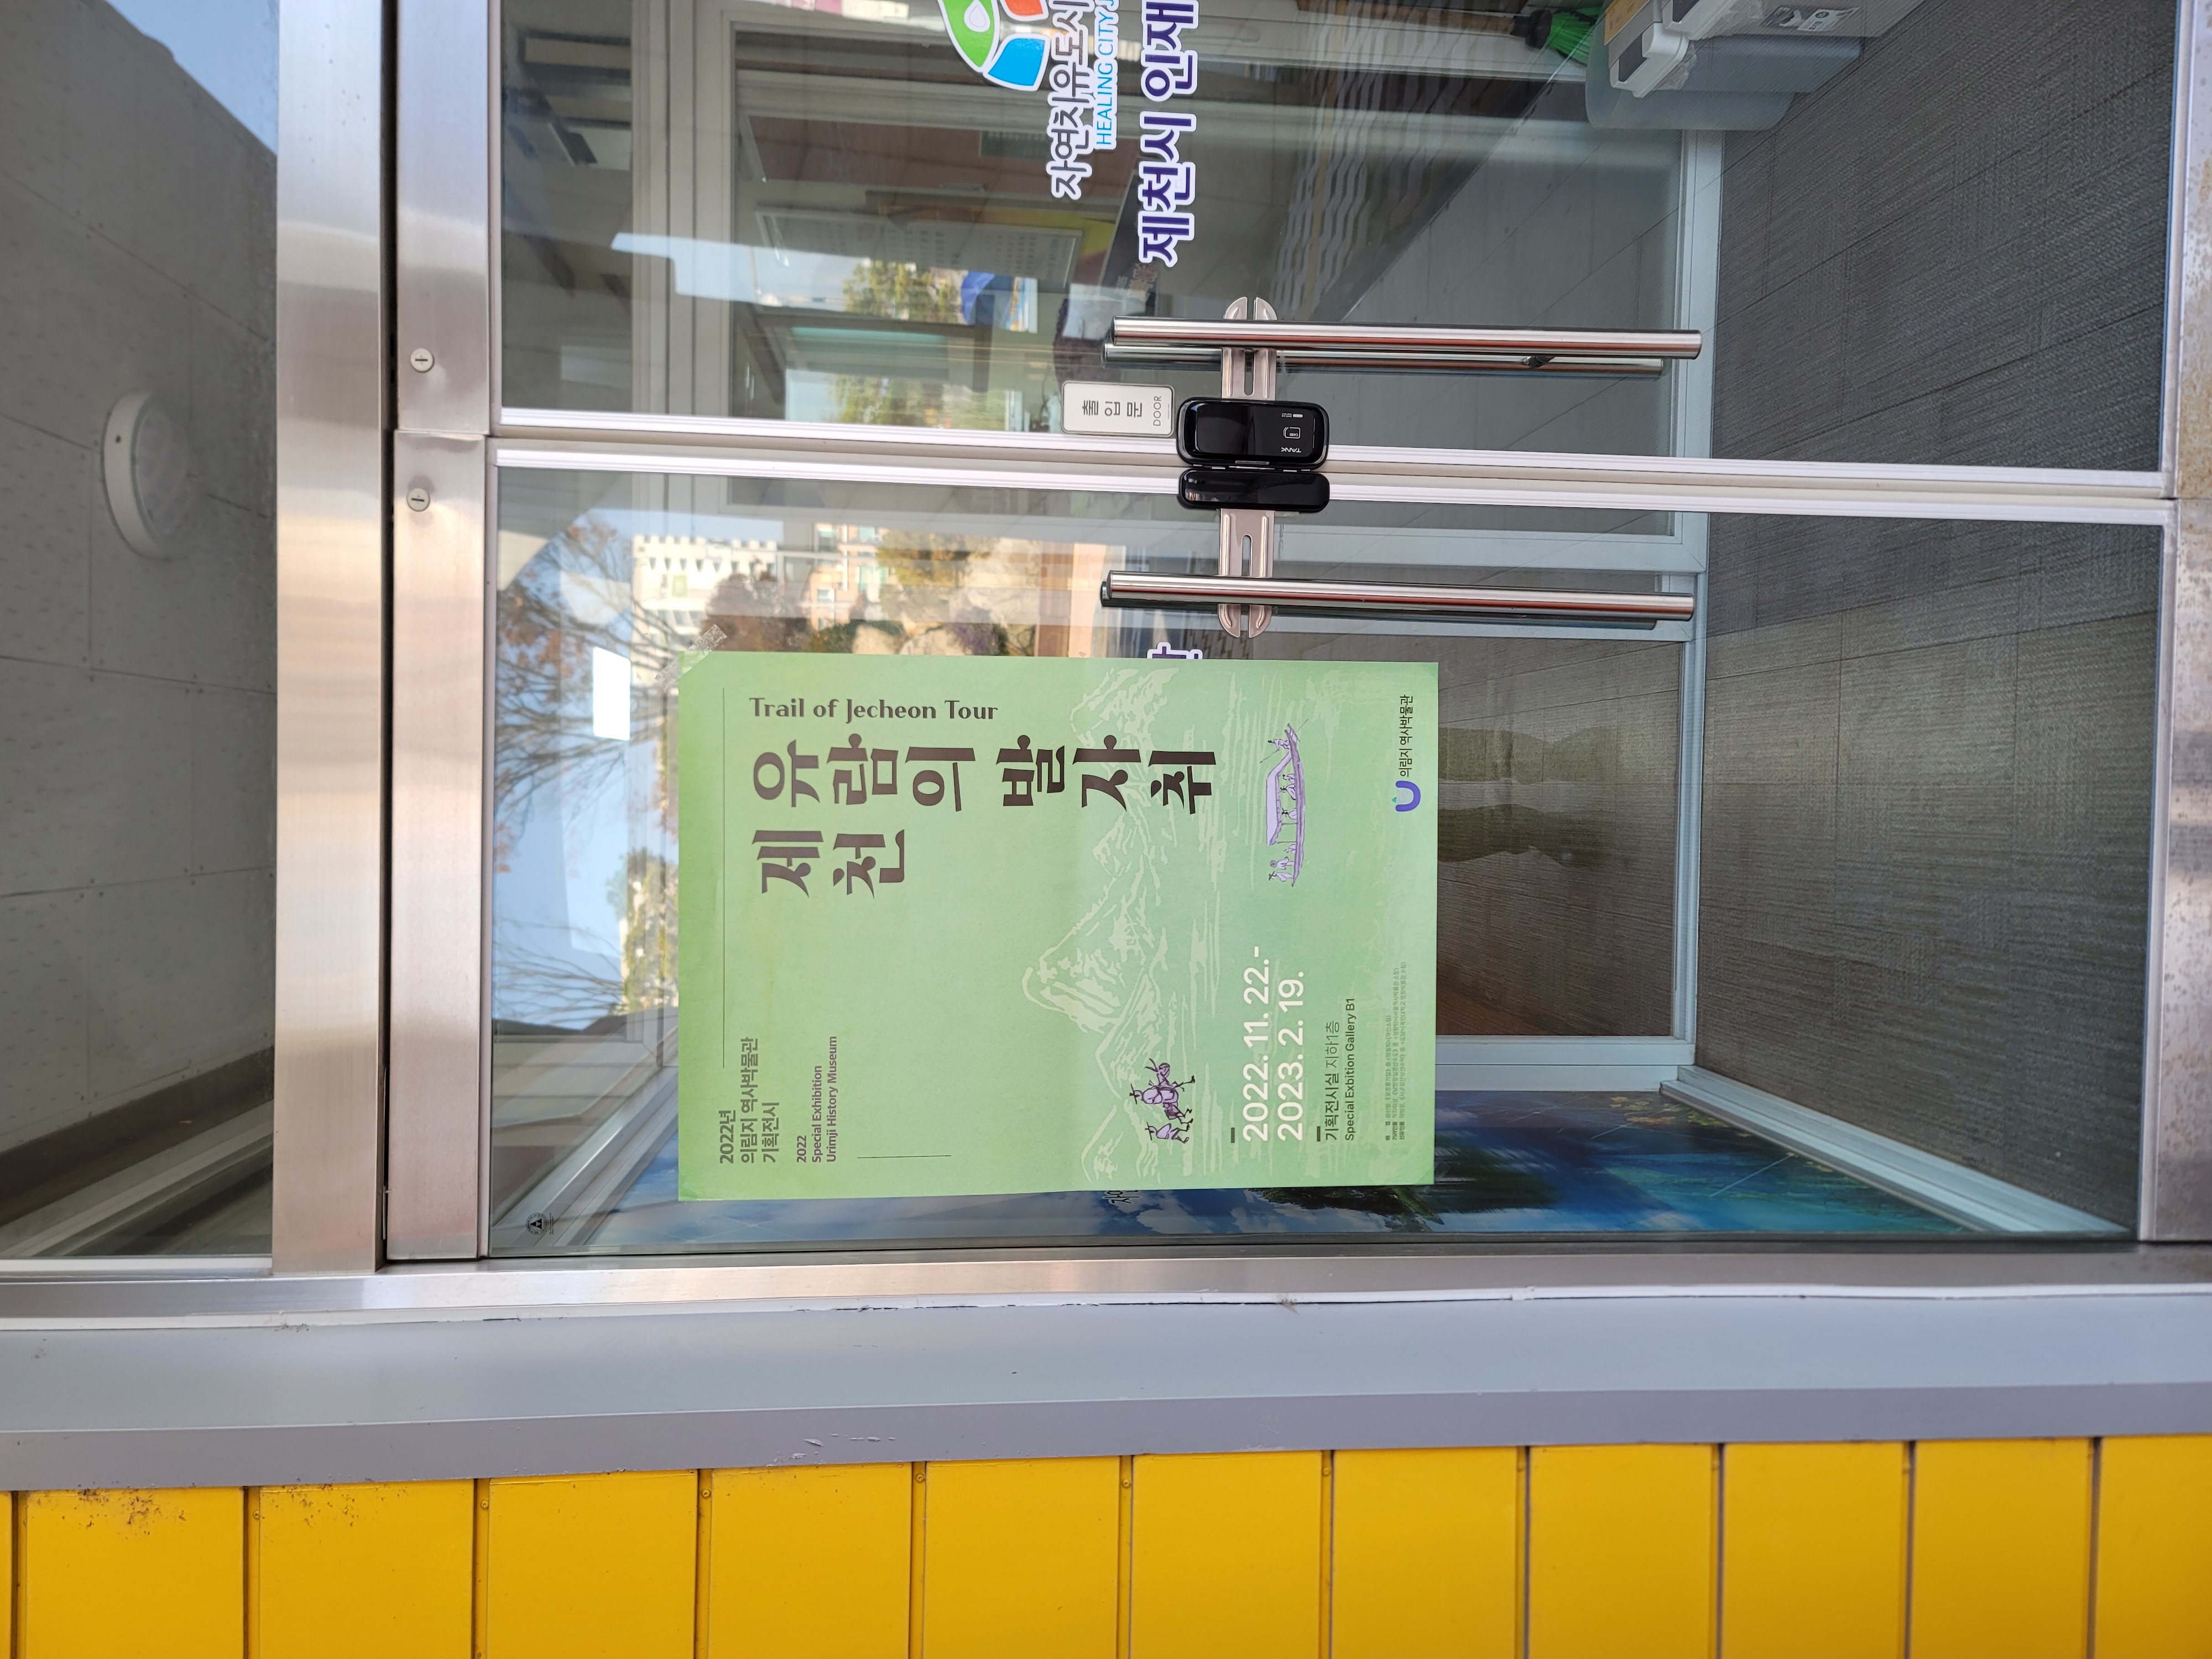 자연치유도시
HEALING CITY J
제천시 인재
출입문
DOOR
TANK
2022년
의림지 역사박물관
기획전시
2022
Special Exhibition
Urimji History Museum
Trail of Jecheon Tour
제천
유람의
발자취
2022. 11. 22.-
2023. 2. 19.
기획전시실 지하1층
Special Exbition Gallery B1
의림지 역사박물관